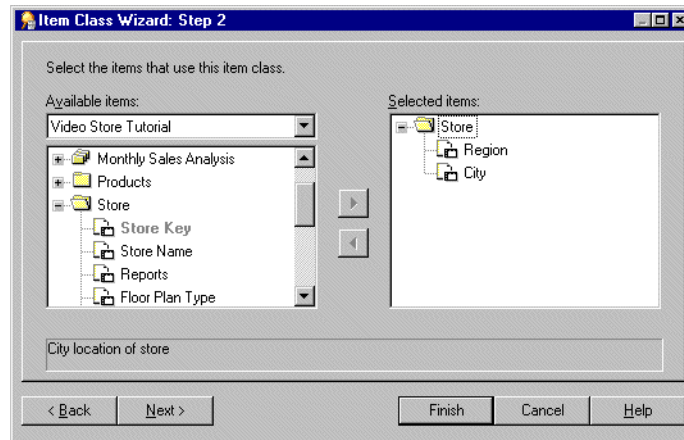 Item Class Wizard: Step 2
Select the items that use this item class.
Available items:
Video Store Tutorial
Monthly Sales Analysis
Products
Store
Store Key
Store Name
Reports
Floor Plan Type
Selected items:
Store
Region
City
City location of store
< Back
Next >
Finish
Cancel
Help